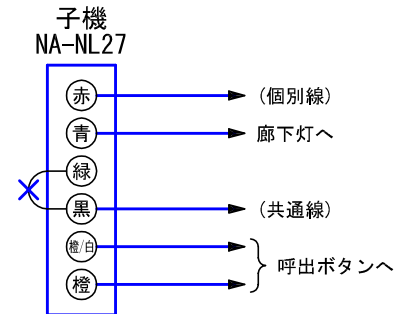 子機
NA-NL27
赤 (個別線)
青 廊下灯へ
緑
黒 (共通線)
橙/白
橙
呼出ボタンへ